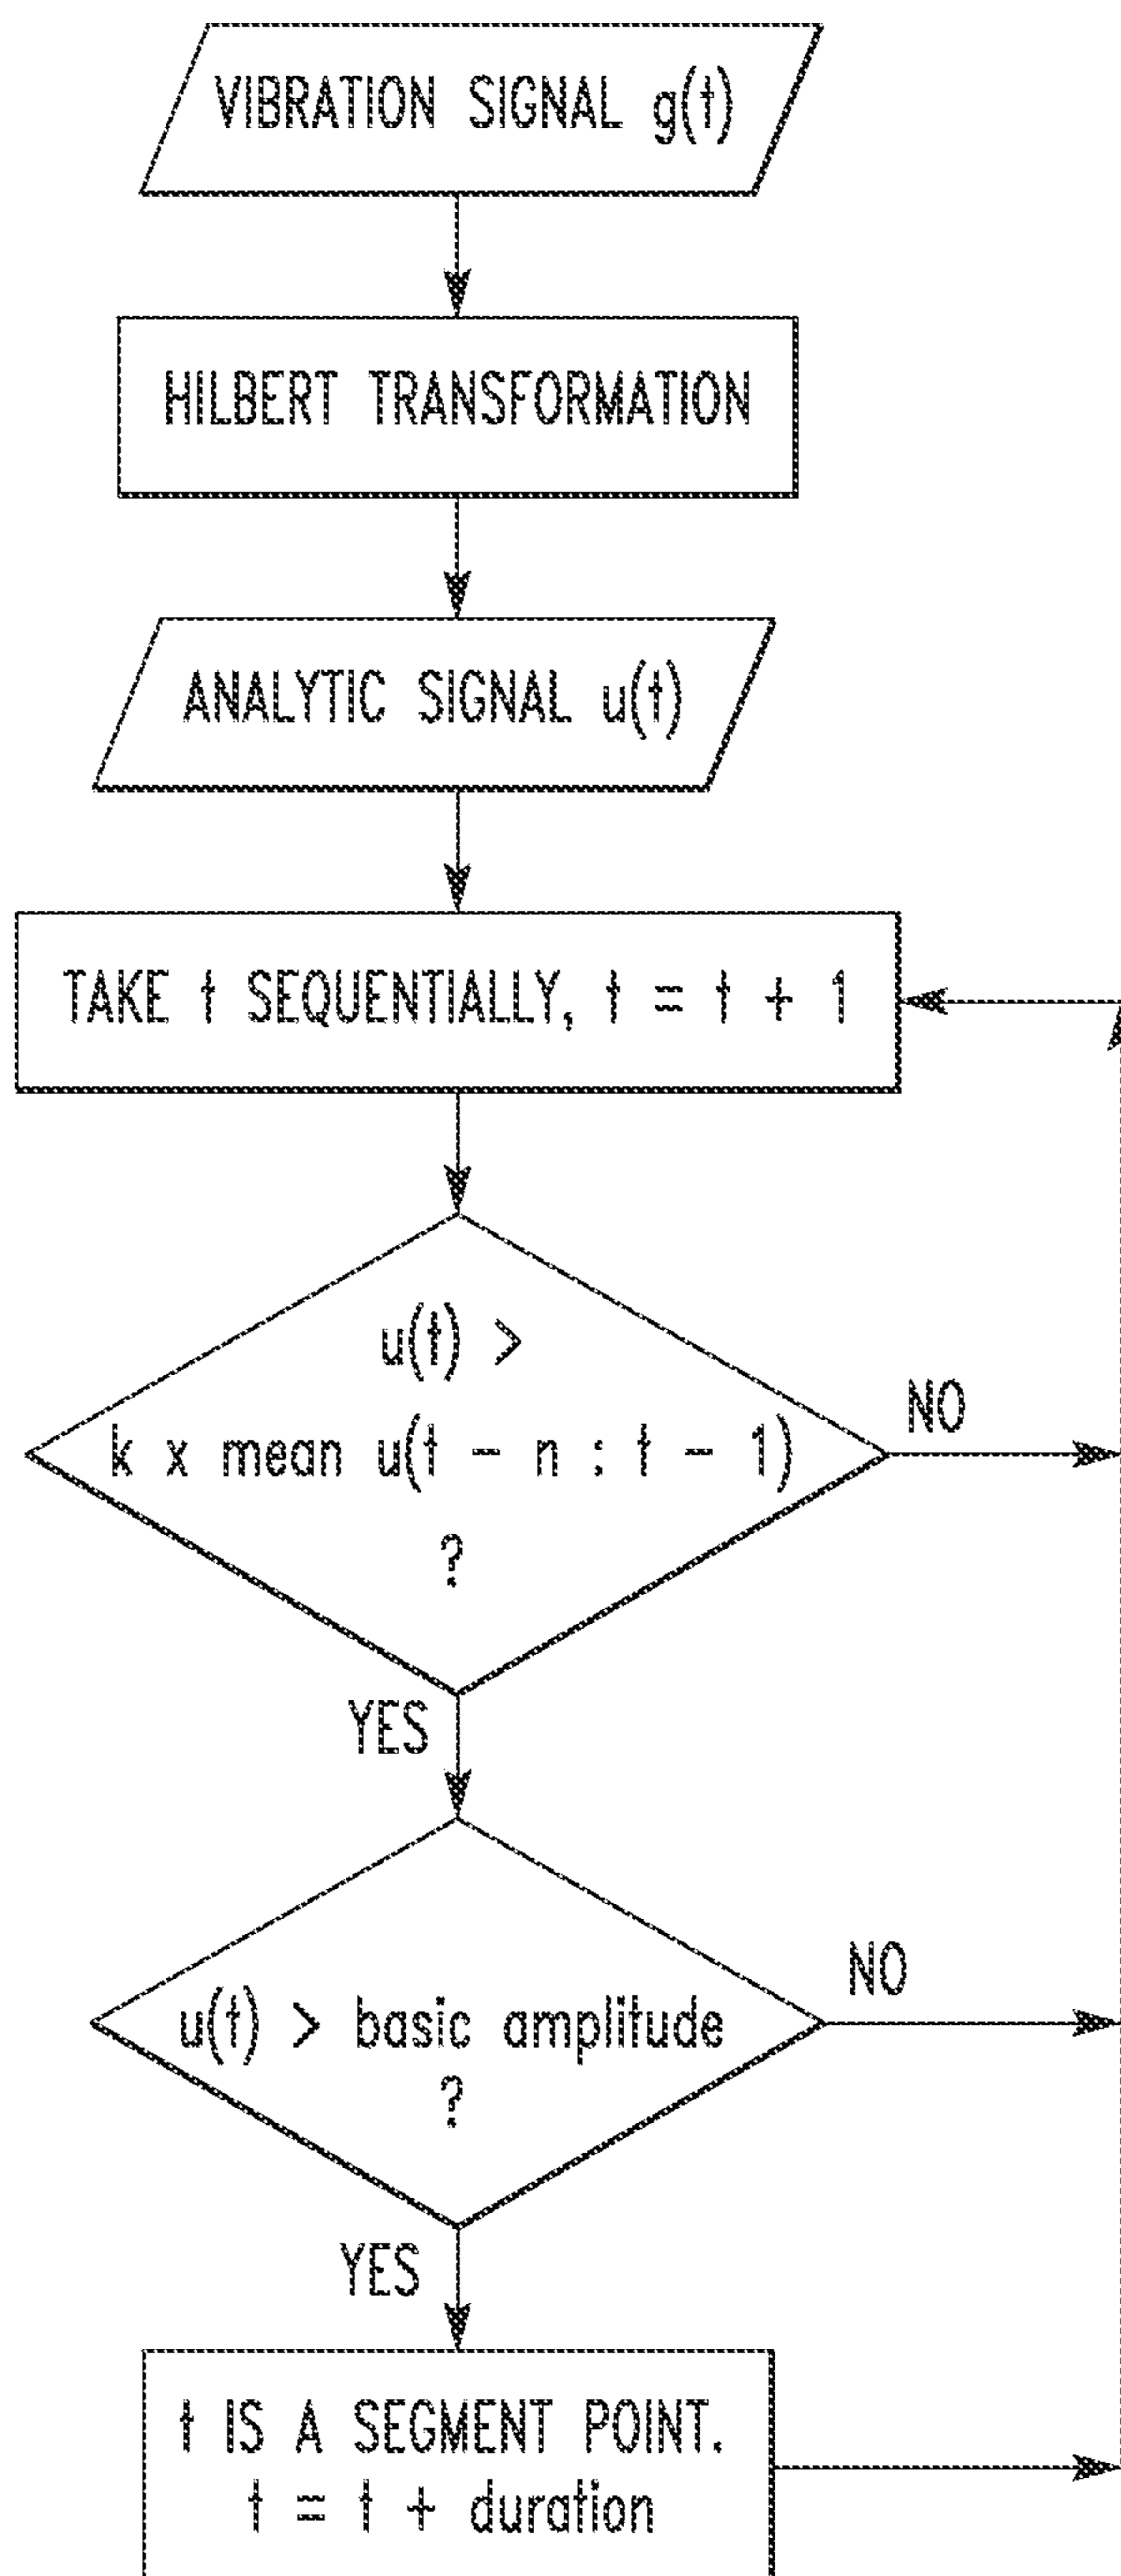 VIBRATION SIGNAL g(t)
HILBERT TRANSFORMATION
ANALYTIC SIGNAL u(t)
TAKE t SEQUENTIALLY, t = t + 1
u(t) >
k x mean u(t - n : t - 1)
?
NO
YES
u(t) > basic amplitude
?
NO
YES
t IS A SEGMENT POINT.
t = t + duration